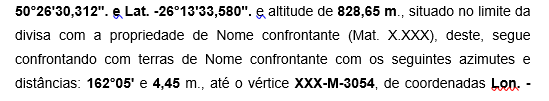 50°26'30,312". e Lat. -26°13'33,580". e altitude de 828,65 m., situado no limite da
divisa com a propriedade de Nome confrontante (Mat. X.XXX), deste, segue
confrontando com terras de Nome confrontante com os seguintes azimutes e
distâncias: 162°05' e 4,45 m., até o vértice XXX-M-3054, de coordenadas Lon. -